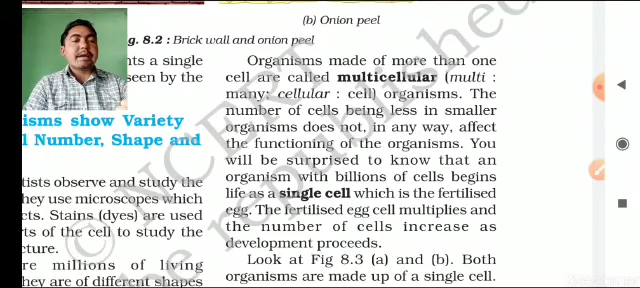 (b) Onion peel
g. 8.2 : Brick wall and onion peel
nts a single
seen by the
isms show Variety
l Number, Shape and
tists observe and study the
hey use microscopes which
cts. Stains (dyes) are used
rts of the cell to study the
cture.
re millions of living
hey are of different shapes
Organisms made of more than one
cell are called multicellular (multi :
many; cellular : cell) organisms. The
number of cells being less in smaller
organisms does not, in any way, affect
the functioning of the organisms. You
will be surprised to know that an
organism with billions of cells begins
life as a single cell which is the fertilised
egg. The fertilised egg cell multiplies and
the number of cells increase as
development proceeds.
Look at Fig 8.3 (a) and (b). Both
organisms are made up of a single cell.
© NCERT
be republished